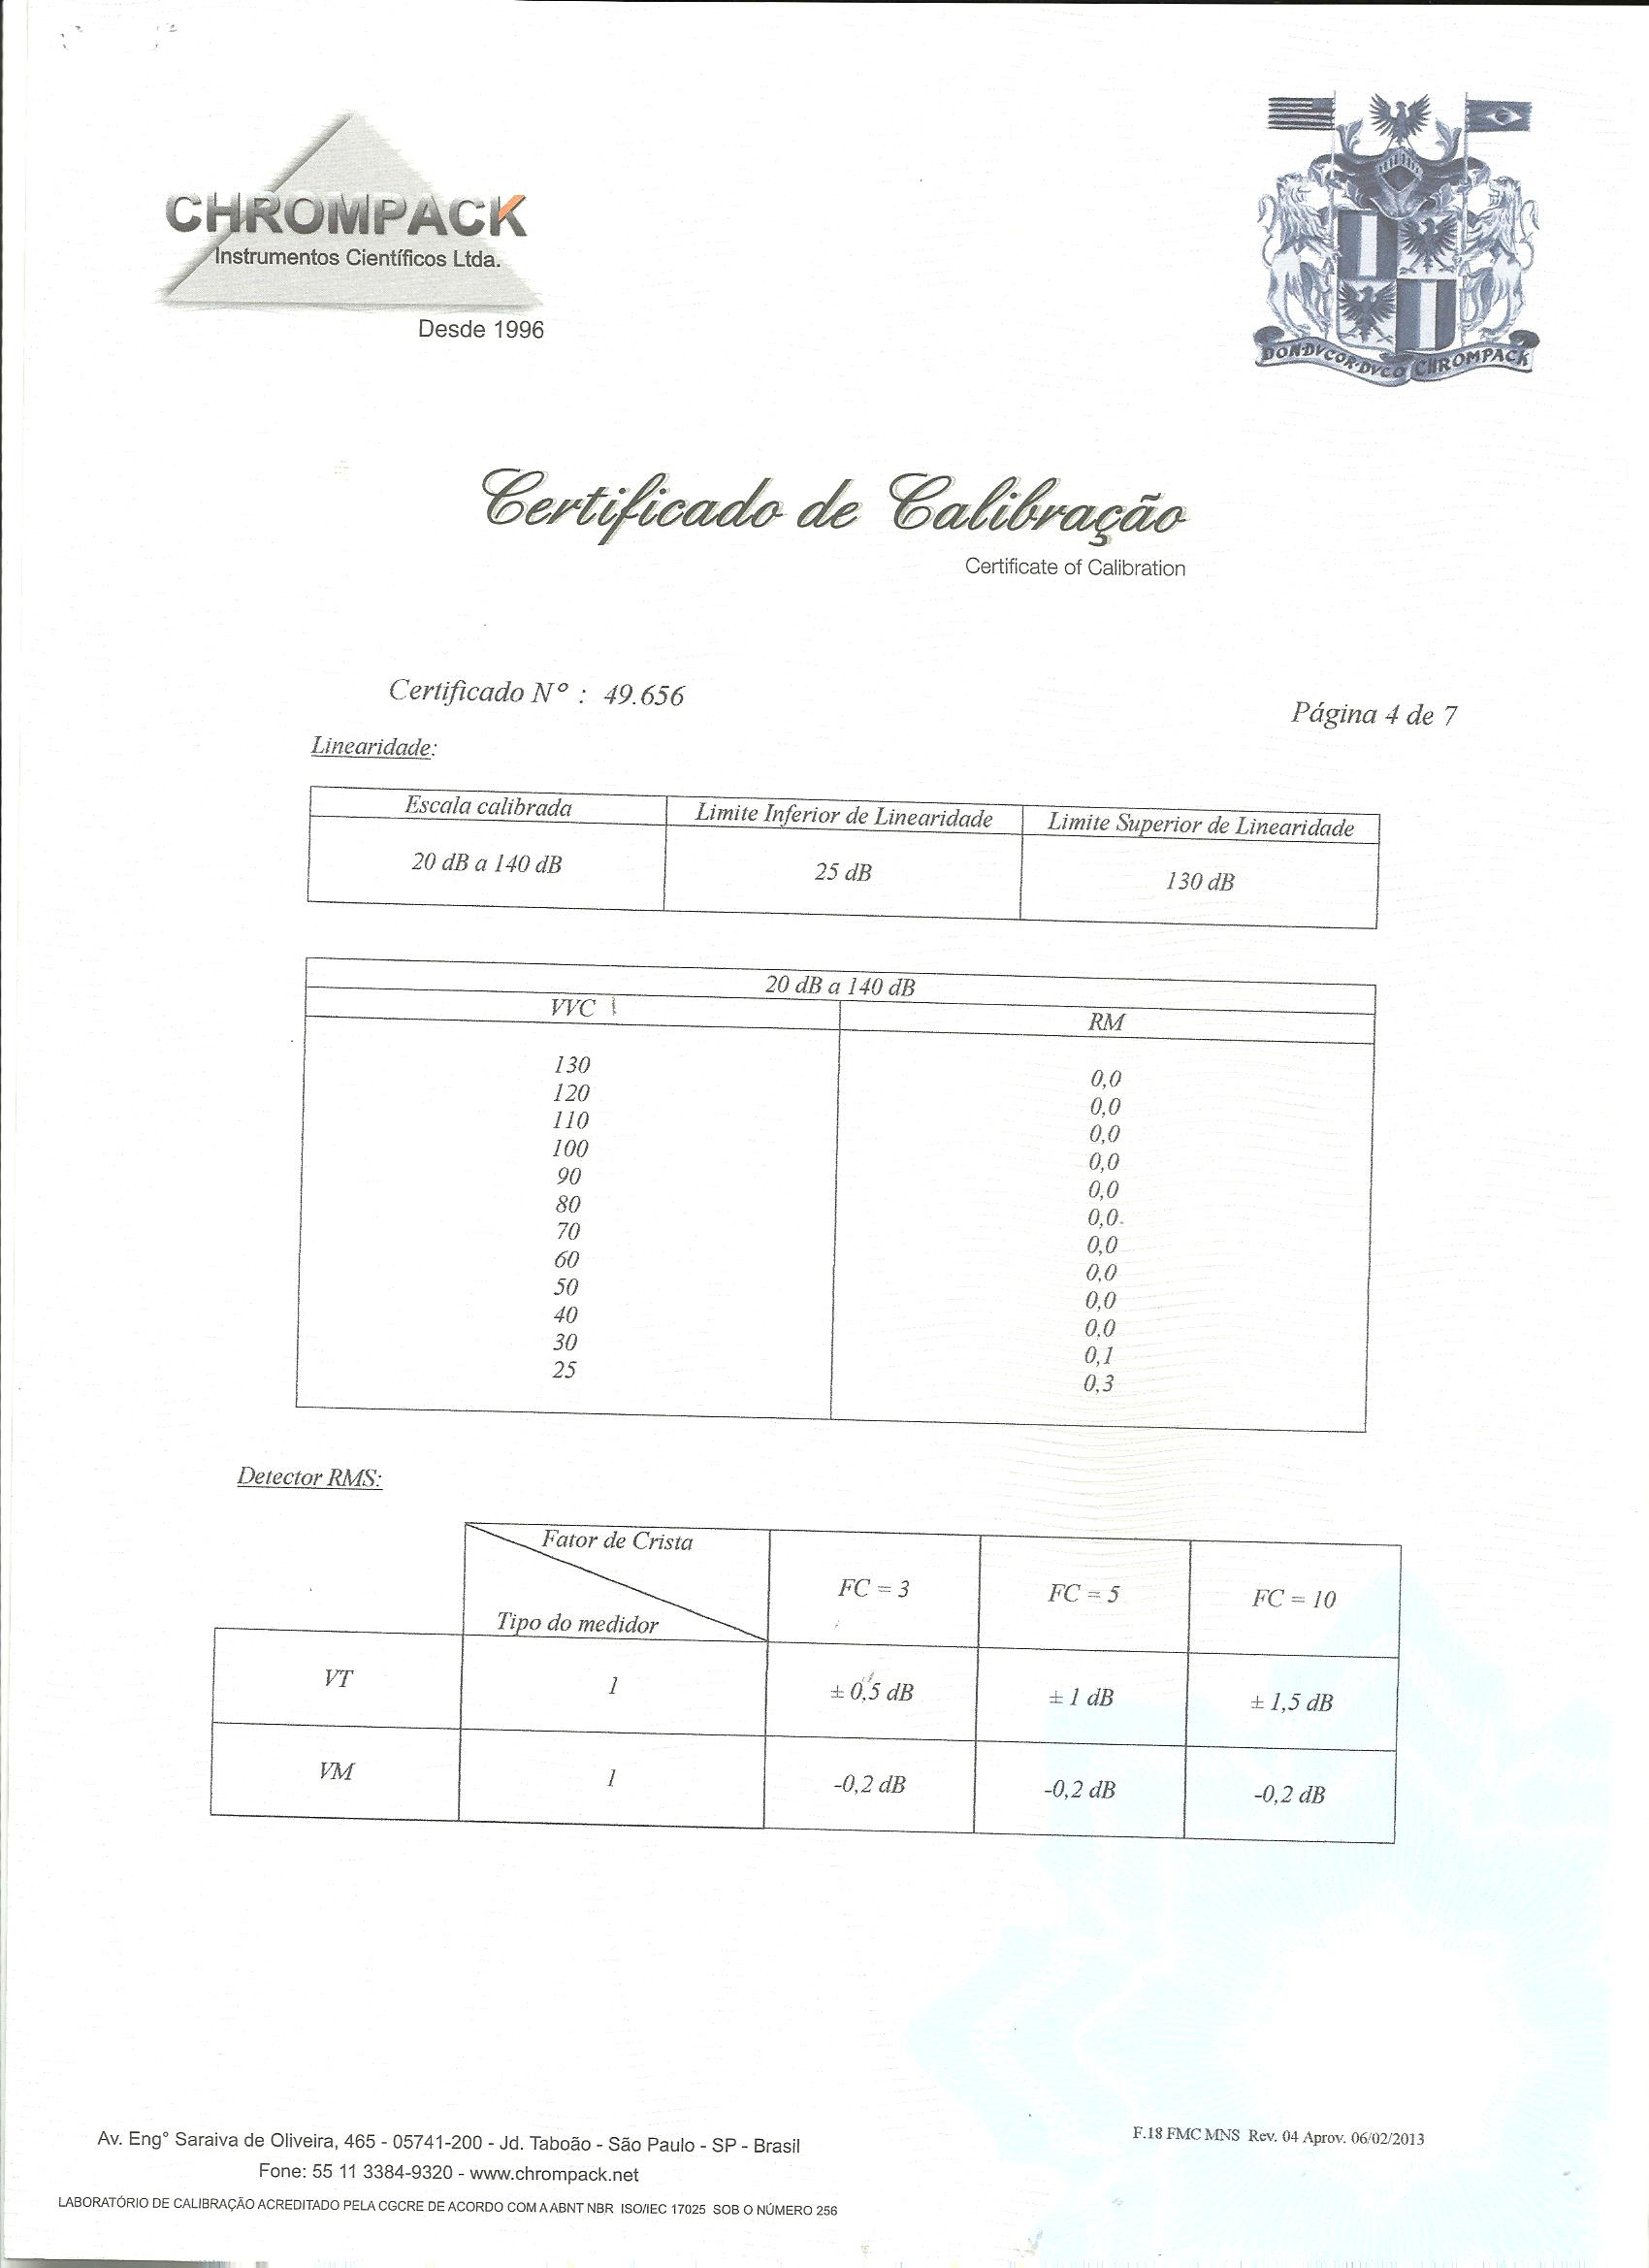 CHROMPACK
Instrumentos Científicos Ltda.
Desde 1996
DON·DVCOR·DVCO CHROMPACK
Certificado de Calibração
Certificate of Calibration
Certificado Nº : 49.656
Página 4 de 7
Linearidade:
Escala calibrada Limite Inferior de Linearidade Limite Superior de Linearidade
20 dB a 140 dB 25 dB 130 dB
20 dB a 140 dB
VVC RM
130 0,0
120 0,0
110 0,0
100 0,0
90 0,0
80 0,0
70 0,0
60 0,0
50 0,0
40 0,0
30 0,1
25 0,3
Detector RMS:
Fator de Crista
Tipo do medidor
FC = 3 FC = 5 FC = 10
VT 1 ± 0,5 dB ± 1 dB ± 1,5 dB
VM 1 -0,2 dB -0,2 dB -0,2 dB
Av. Eng° Saraiva de Oliveira, 465 - 05741-200 - Jd. Taboão - São Paulo - SP - Brasil
Fone: 55 11 3384-9320 - www.chrompack.net
LABORATÓRIO DE CALIBRAÇÃO ACREDITADO PELA CGCRE DE ACORDO COM A ABNT NBR ISO/IEC 17025 SOB O NÚMERO 256
F.18 FMC MNS Rev. 04 Aprov. 06/02/2013